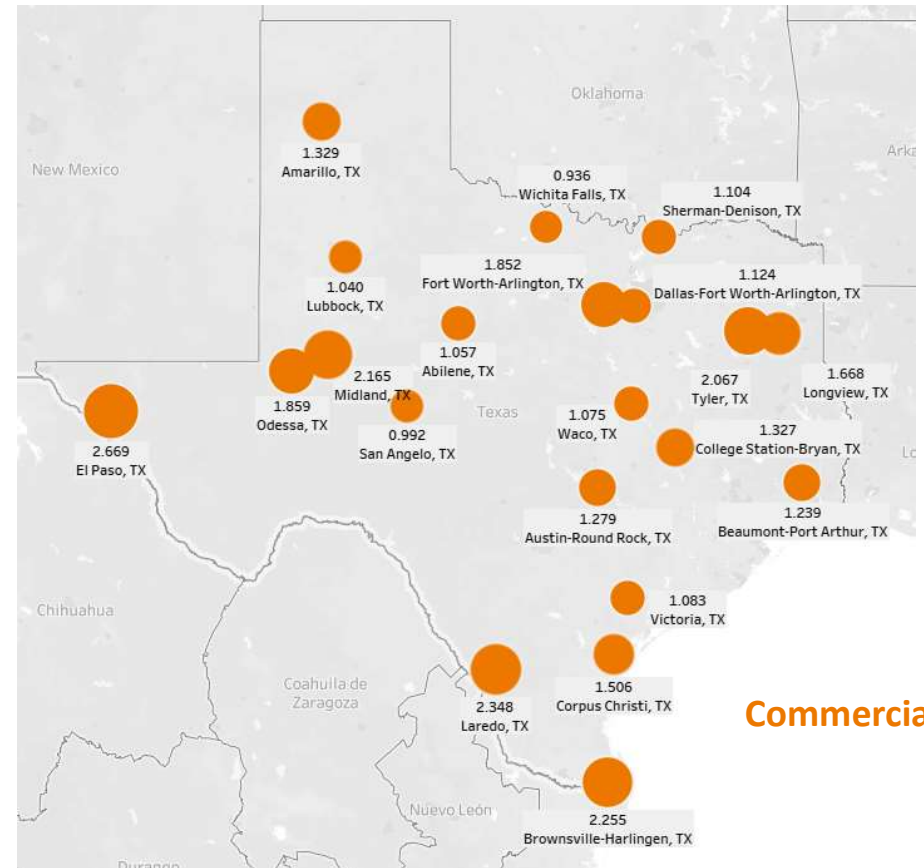 Oklahoma
New Mexico
1.329
Amarillo, TX
0.936
Wichita Falls, TX
1.104
Sherman-Denison, TX
1.852
Fort Worth-Arlington, TX
1.124
Dallas-Fort Worth-Arlington, TX
1.040
Lubbock, TX
1.057
Abilene, TX
2.165
Midland, TX
1.859
Odessa, TX
0.992
San Angelo, TX
Texas
2.067
Tyler, TX
1.668
Longview, TX
1.075
Waco, TX
1.327
College Station-Bryan, TX
2.669
El Paso, TX
1.279
Austin-Round Rock, TX
1.239
Beaumont-Port Arthur, TX
Chihuahua
1.083
Victoria, TX
Coahuila de
Zaragoza
2.348
Laredo, TX
1.506
Corpus Christi, TX
Nuevo León
2.255
Brownsville-Harlingen, TX
Durango